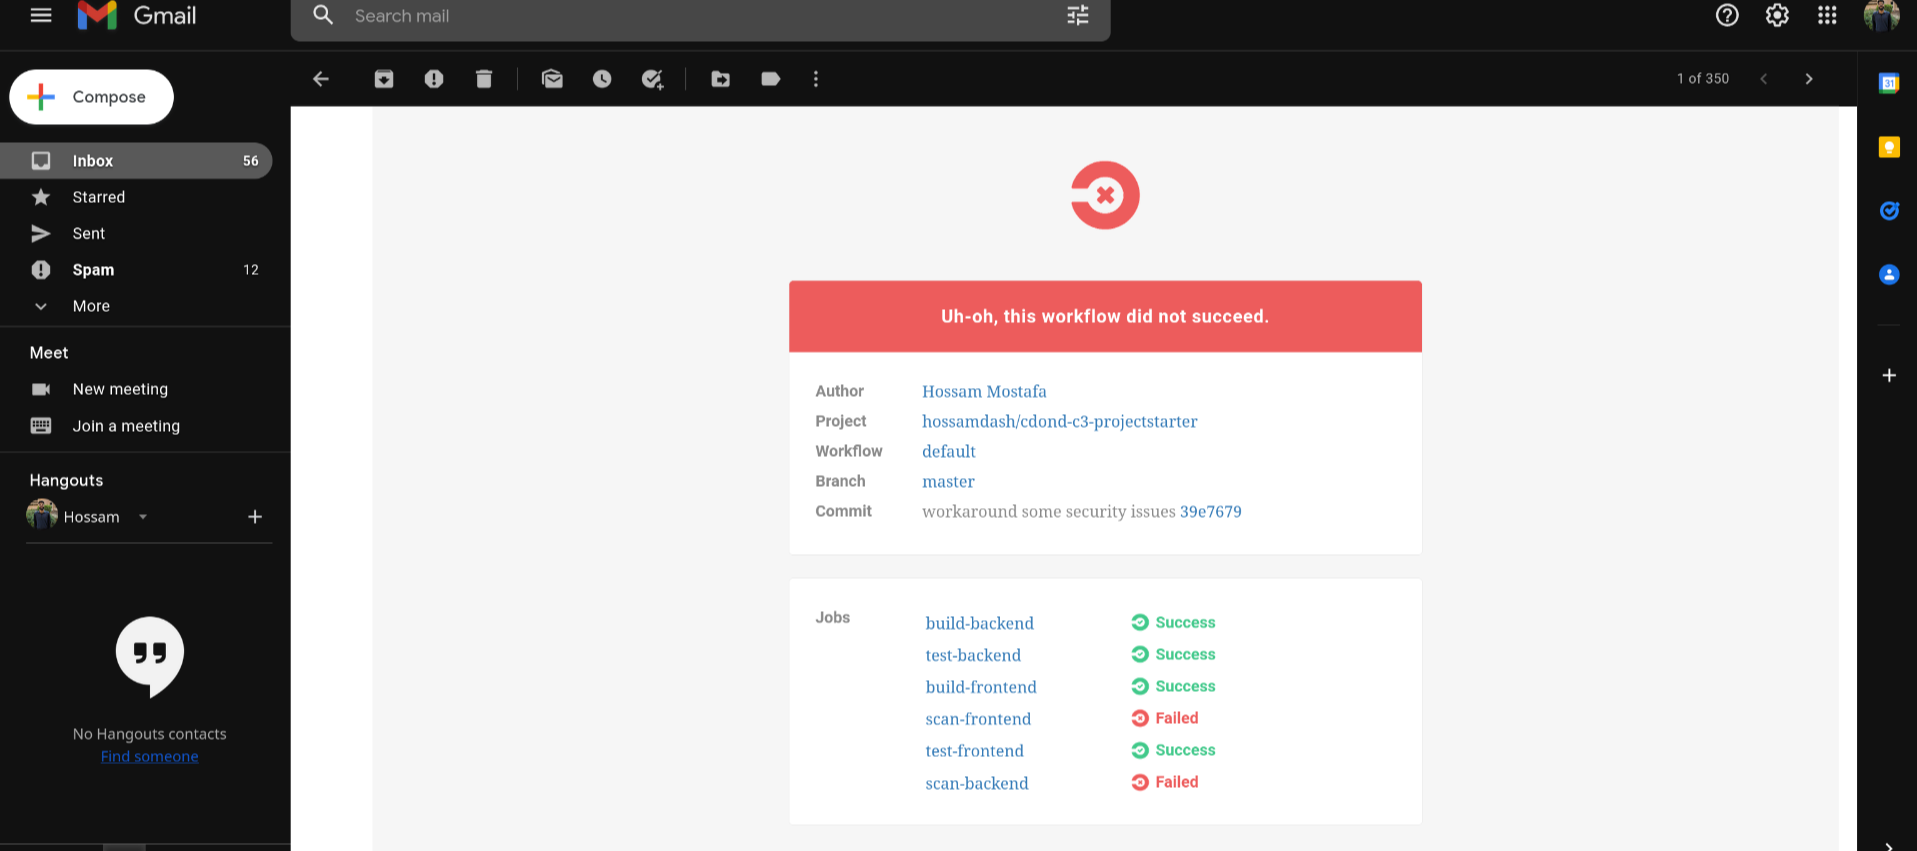 Gmail
Search mail
Compose
1 of 350
Inbox 56
Starred
Sent
Spam 12
More
Meet
New meeting
Join a meeting
Hangouts
Hossam
No Hangouts contacts
Find someone
Uh-oh, this workflow did not succeed.
Author Hossam Mostafa
Project hossamdash/cdond-c3-projectstarter
Workflow default
Branch master
Commit workaround some security issues 39e7679
Jobs
build-backend Success
test-backend Success
build-frontend Success
scan-frontend Failed
test-frontend Success
scan-backend Failed
31